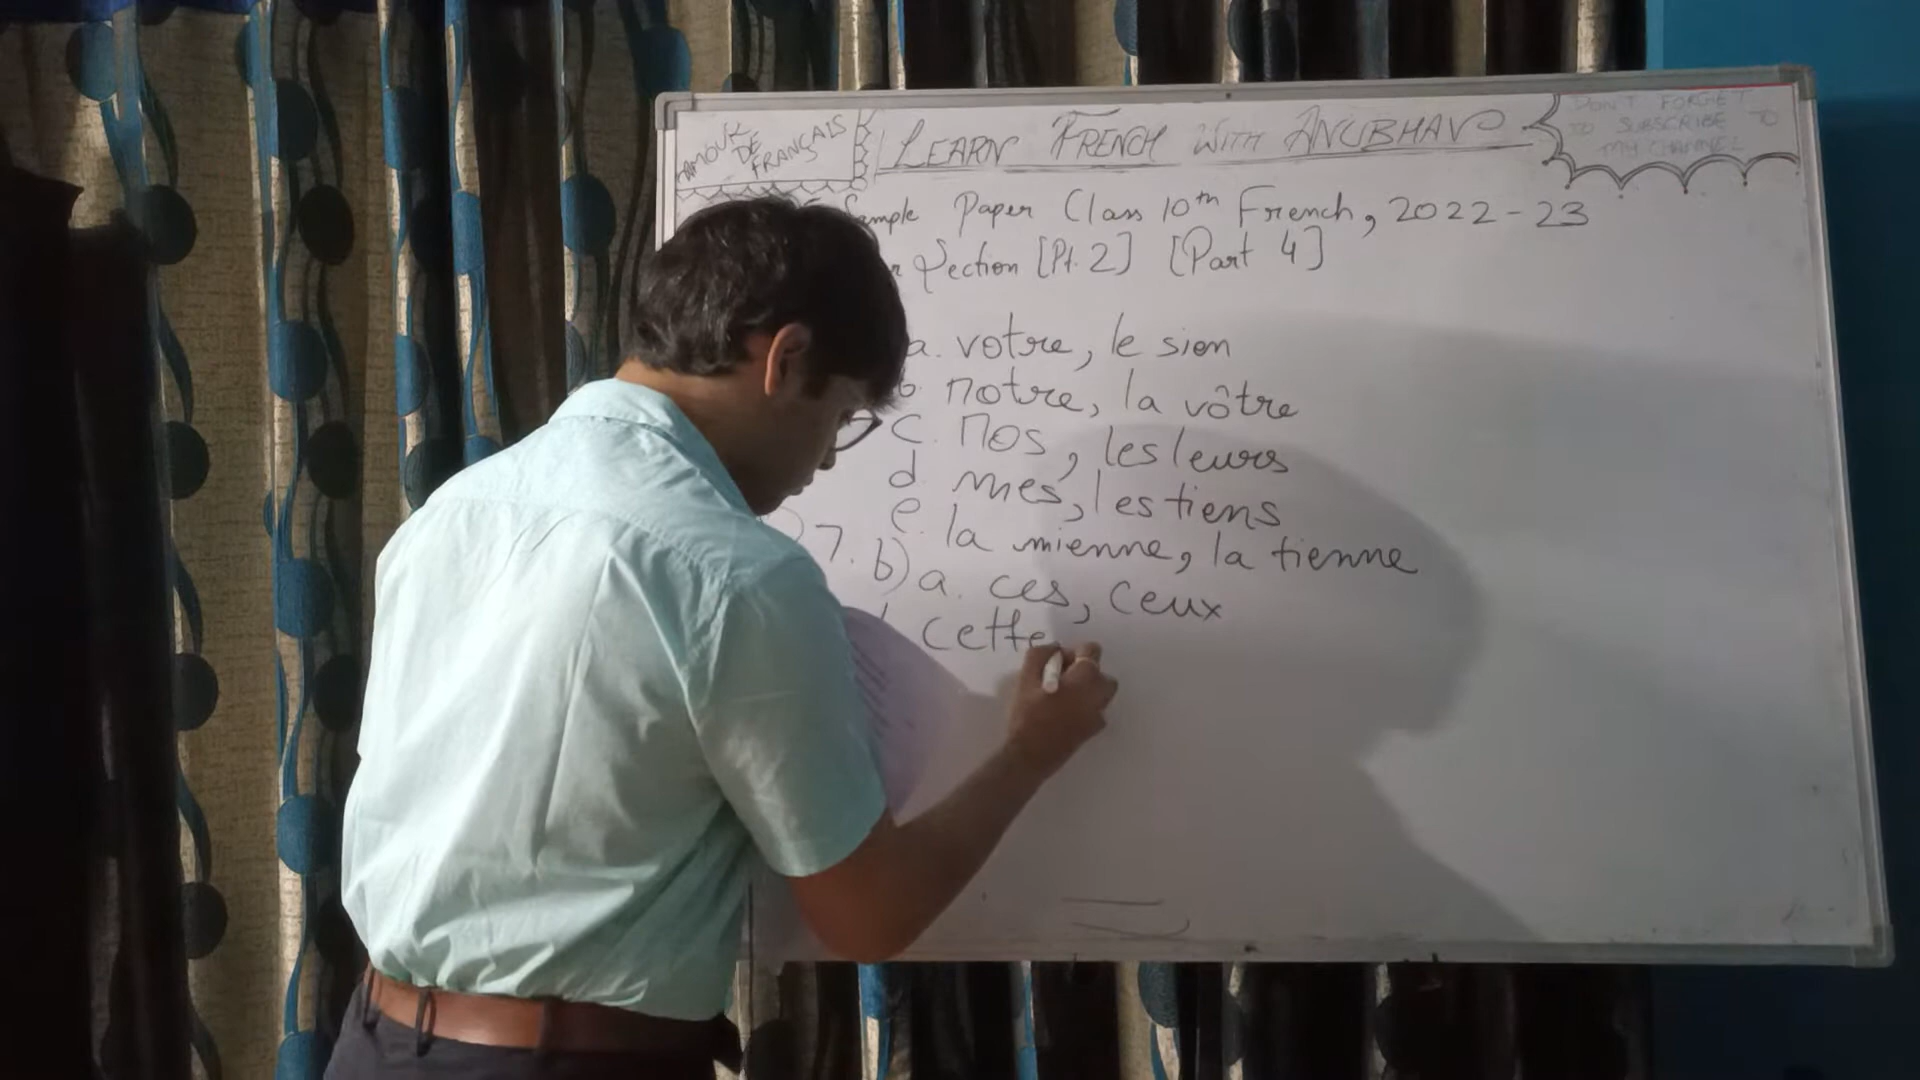 AMOUR
DE
FRANÇAIS
LEARN FRENCH WITH ANUBHAV
DON'T FORGET
TO SUBSCRIBE TO
MY CHANNEL
Sample Paper Class 10th French, 2022-23
Section [Pt. 2] [Part 4]
a. votre, le sien
b notre, la vôtre
c. nos, les leurs
d. mes, les tiens
e. la mienne, la tienne
7. b) a. ces, ceux
cette